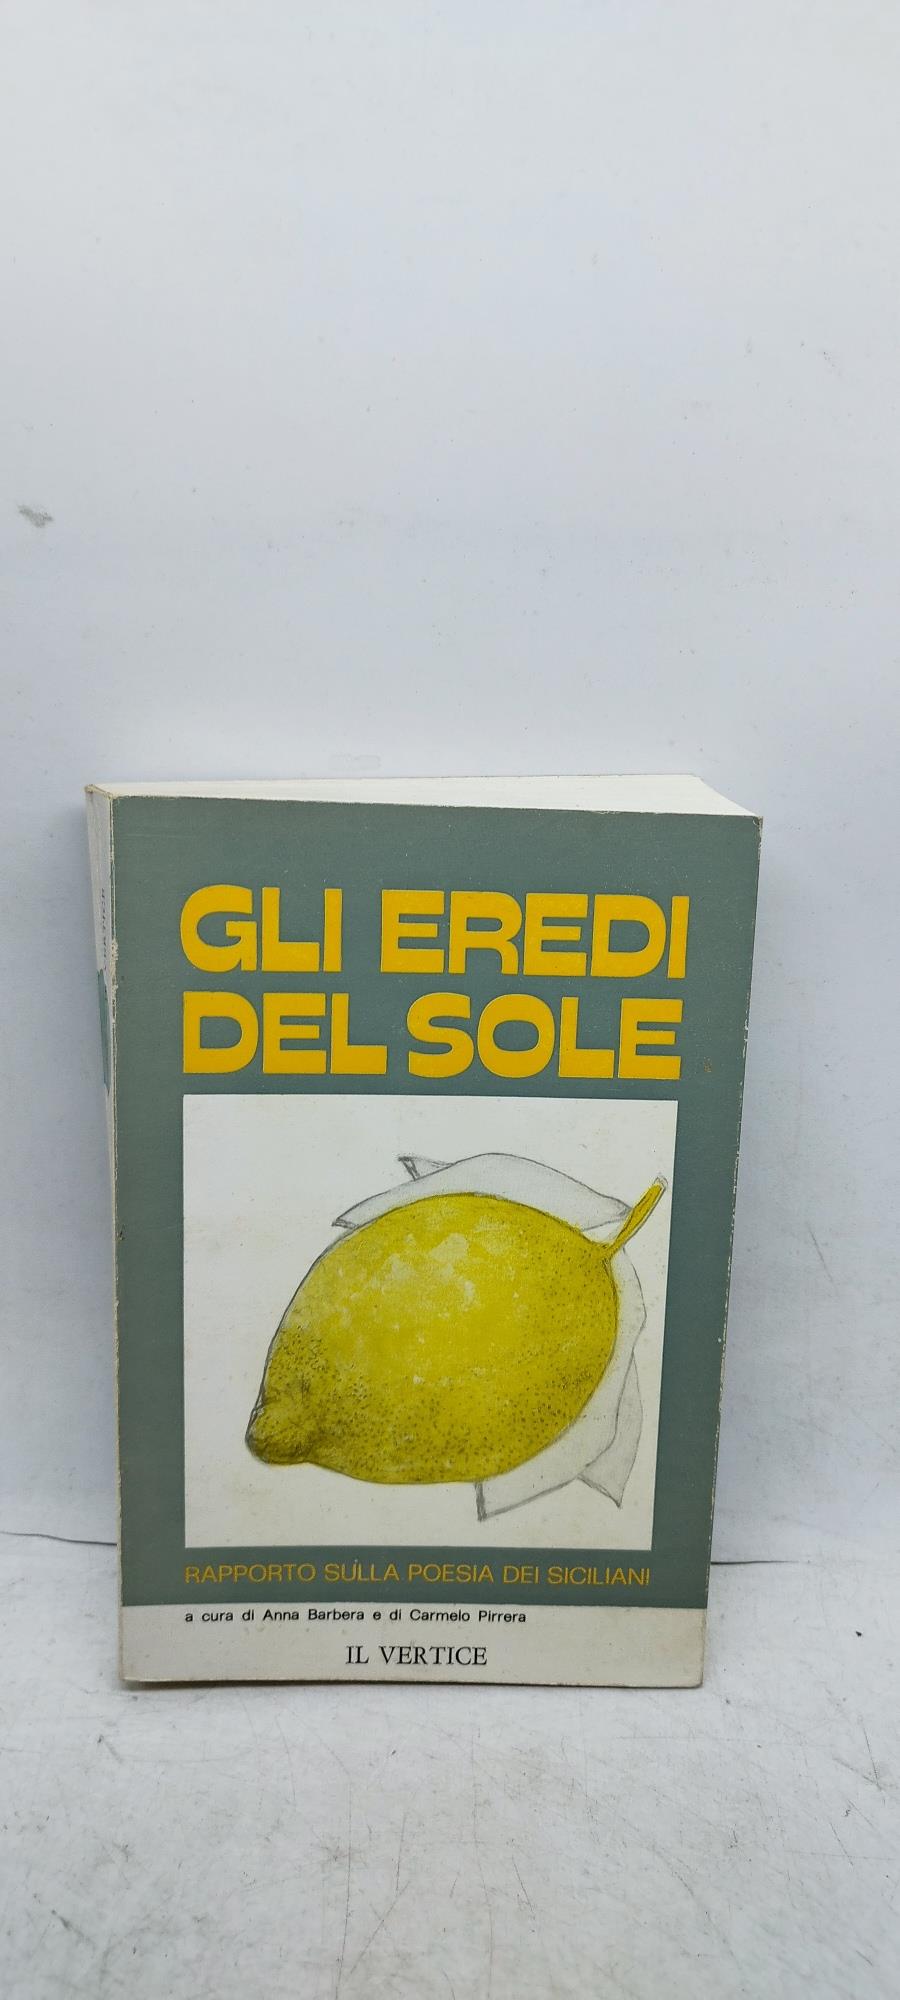 GLI EREDI
DEL SOLE
RAPPORTO SULLA POESIA DEI SICILIANI
a cura di Anna Barbera e di Carmelo Pirrera
IL VERTICE